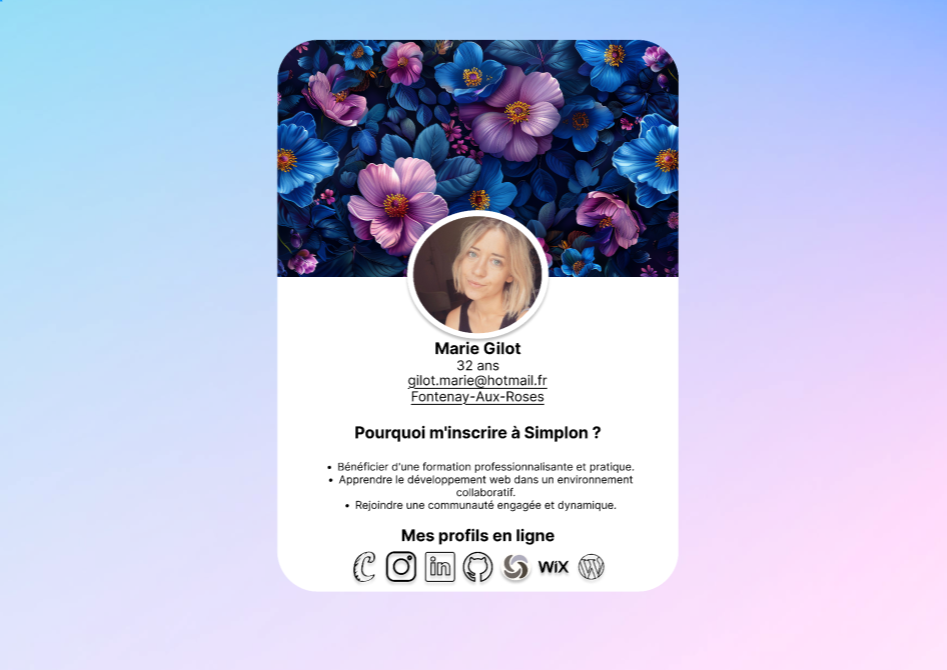 Marie Gilot
32 ans
gilot.marie@hotmail.fr
Fontenay-Aux-Roses
Pourquoi m'inscrire à Simplon ?
• Bénéficier d'une formation professionnalisante et pratique.
• Apprendre le développement web dans un environnement
collaboratif.
• Rejoindre une communauté engagée et dynamique.
Mes profils en ligne
in WiX